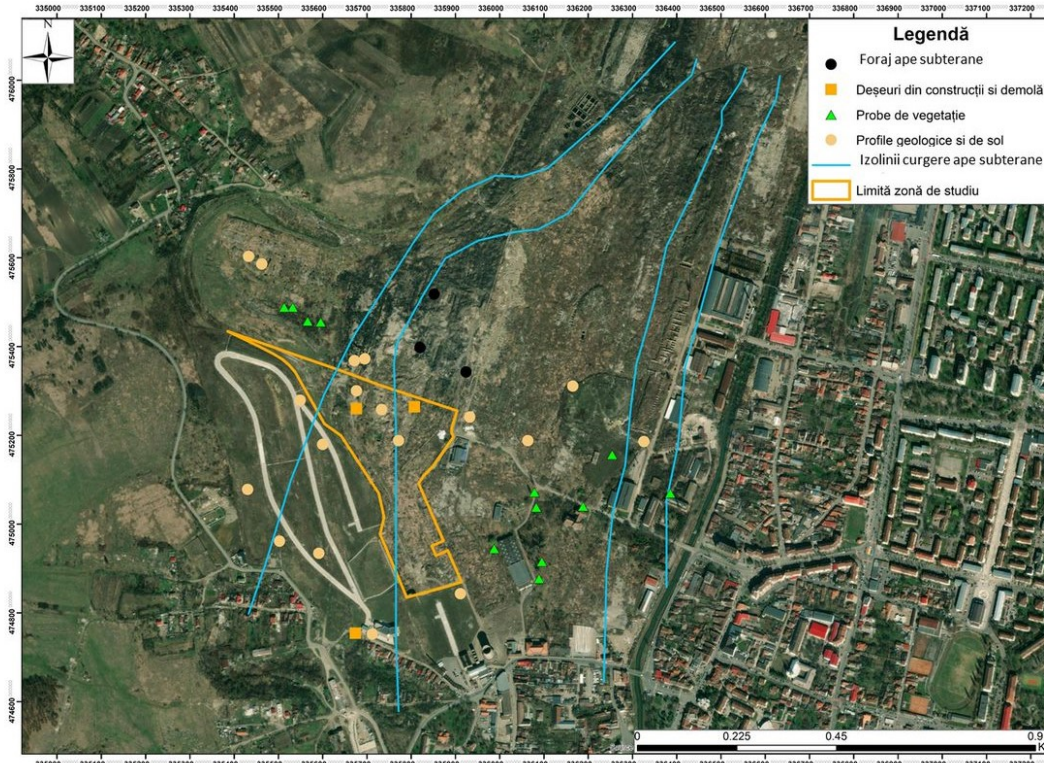 335000 335100 335200 335300 335400 335500 335600 335700 335800 335900 336000 336100 336200 336300 336400 336500 336600 336700 336800 336900 337000 337100 337200
N
Legendă
Foraj ape subterane
Deșeuri din construcții si demolă
Probe de vegetație
Profile geologice si de sol
Izolinii curgere ape subterane
Limită zonă de studiu
476000
475800
475600
475400
475200
475000
474800
474600
0 0.225 0.45 0.9
K